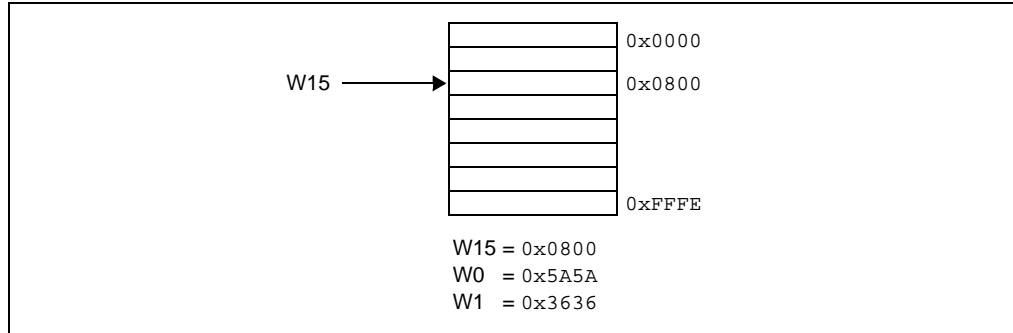 0x0000
W15 0x0800
0xFFFE
W15 = 0x0800
W0 = 0x5A5A
W1 = 0x3636